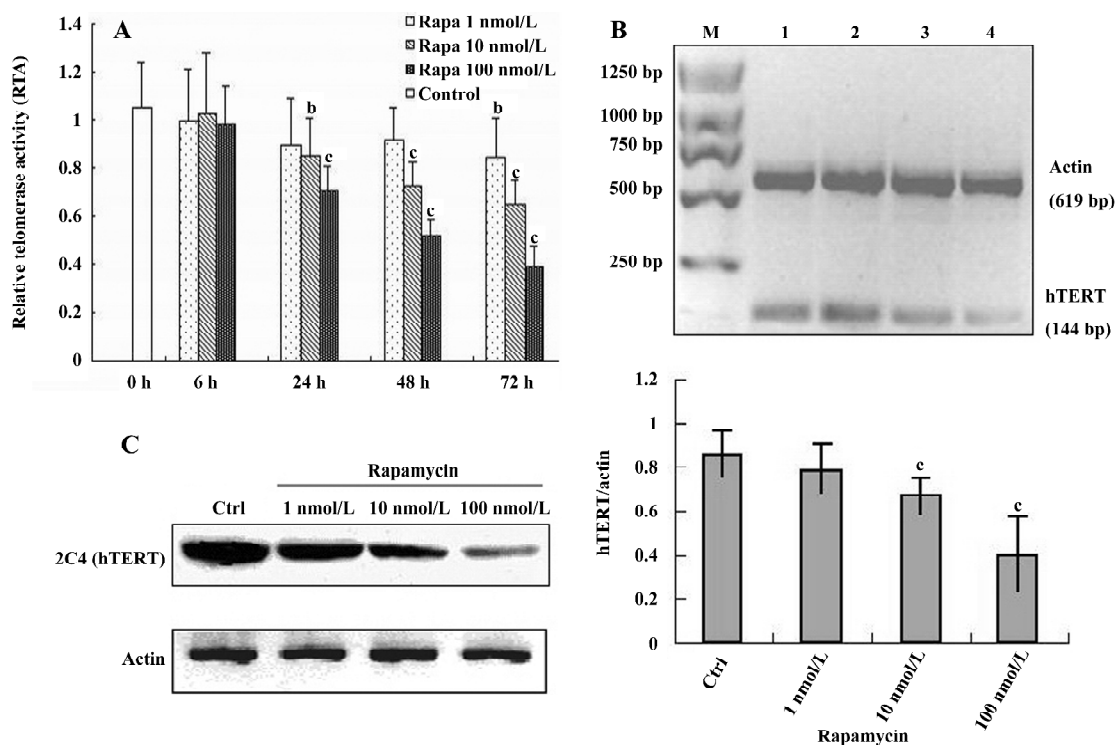 A
Rapa 1 nmol/L
Rapa 10 nmol/L
Rapa 100 nmol/L
Control
Relative telomerase activity (RTA)
1.4
1.2
1
0.8
0.6
0.4
0.2
0
b
c
c
c
b
c
c
0 h 6 h 24 h 48 h 72 h
B
M 1 2 3 4
1250 bp
1000 bp
750 bp
500 bp
250 bp
Actin
(619 bp)
hTERT
(144 bp)
hTERT/actin
1.2
1
0.8
0.6
0.4
0.2
0
c
c
Ctrl
1 nmol/L
10 nmol/L
100 nmol/L
Rapamycin
C
Rapamycin
Ctrl 1 nmol/L 10 nmol/L 100 nmol/L
2C4 (hTERT)
Actin